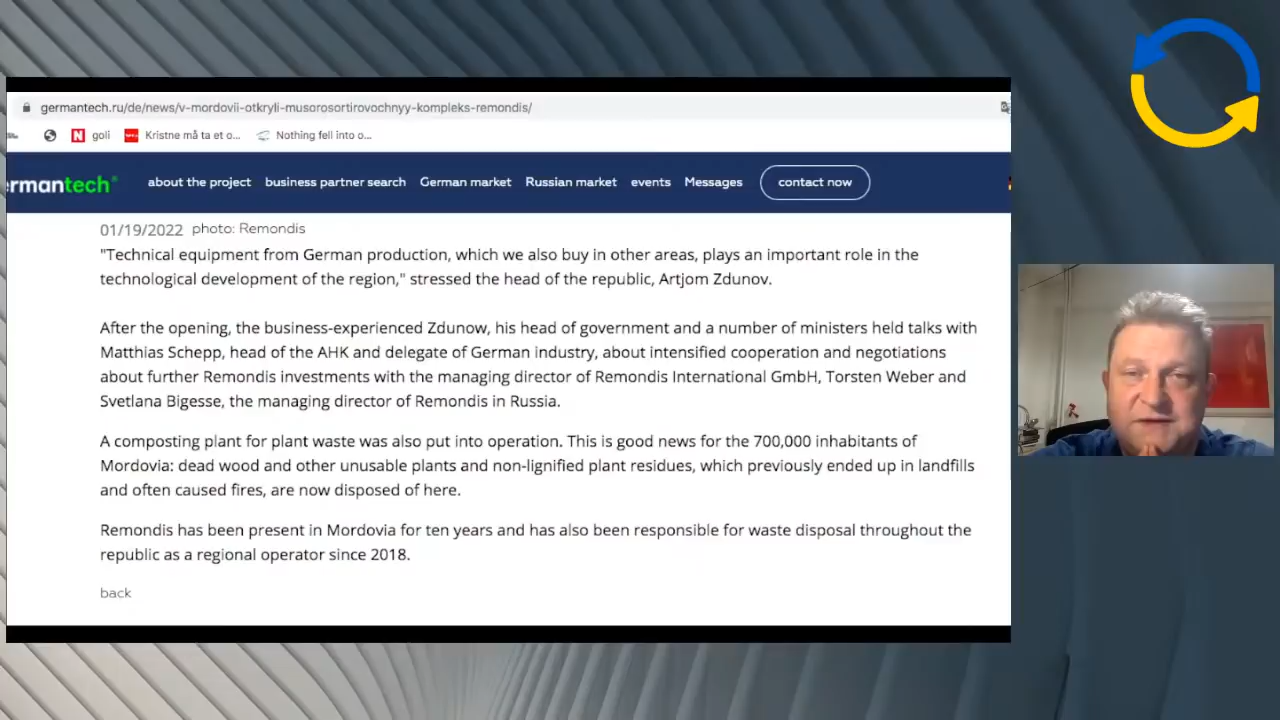 germantech.ru/de/news/v-mordovii-otkryli-musorosortirovochnyy-kompleks-remondis/
goli Kristne må ta et o... Nothing fell into o...
rmantech® about the project business partner search German market Russian market events Messages contact now
01/19/2022 photo: Remondis
"Technical equipment from German production, which we also buy in other areas, plays an important role in the
technological development of the region," stressed the head of the republic, Artjom Zdunov.
After the opening, the business-experienced Zdunow, his head of government and a number of ministers held talks with
Matthias Schepp, head of the AHK and delegate of German industry, about intensified cooperation and negotiations
about further Remondis investments with the managing director of Remondis International GmbH, Torsten Weber and
Svetlana Bigesse, the managing director of Remondis in Russia.
A composting plant for plant waste was also put into operation. This is good news for the 700,000 inhabitants of
Mordovia: dead wood and other unusable plants and non-lignified plant residues, which previously ended up in landfills
and often caused fires, are now disposed of here.
Remondis has been present in Mordovia for ten years and has also been responsible for waste disposal throughout the
republic as a regional operator since 2018.
back